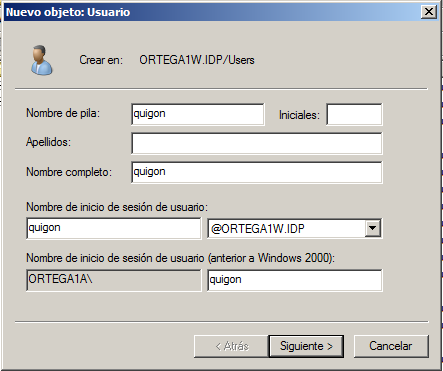 Nuevo objeto: Usuario
Crear en: ORTEGA1W.IDP/Users
Nombre de pila: quigon Iniciales:
Apellidos:
Nombre completo: quigon
Nombre de inicio de sesión de usuario:
quigon @ORTEGA1W.IDP
Nombre de inicio de sesión de usuario (anterior a Windows 2000):
ORTEGA1A\ quigon
< Atrás Siguiente > Cancelar